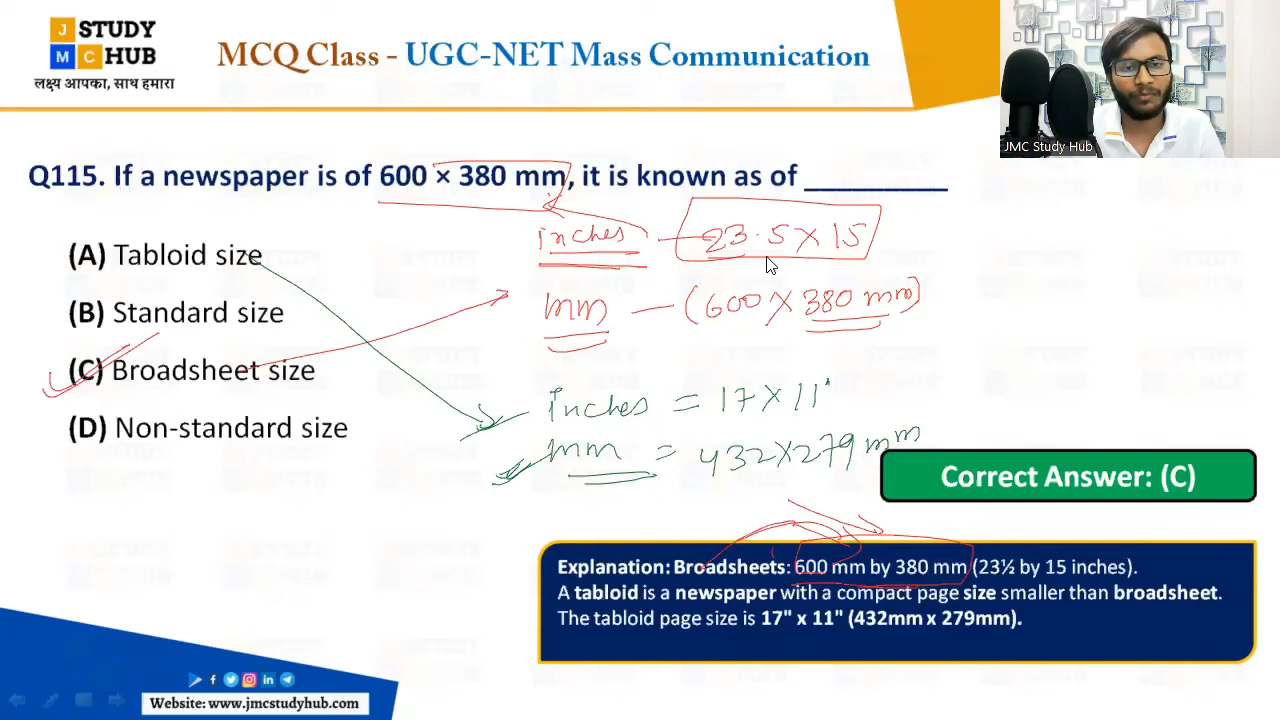 J STUDY
MC HUB
लक्ष्य आपका, साथ हमारा
MCQ Class - UGC-NET Mass Communication
JMC Study Hub
Q115. If a newspaper is of 600 × 380 mm, it is known as of __________
(A) Tabloid size
(B) Standard size
(C) Broadsheet size
(D) Non-standard size
inches — 23.5 × 15
mm — (600 × 380 mm)
inches = 17 × 11"
mm = 432 × 279 mm
Correct Answer: (C)
Explanation: Broadsheets: 600 mm by 380 mm (23½ by 15 inches).
A tabloid is a newspaper with a compact page size smaller than broadsheet.
The tabloid page size is 17" x 11" (432mm x 279mm).
Website: www.jmcstudyhub.com